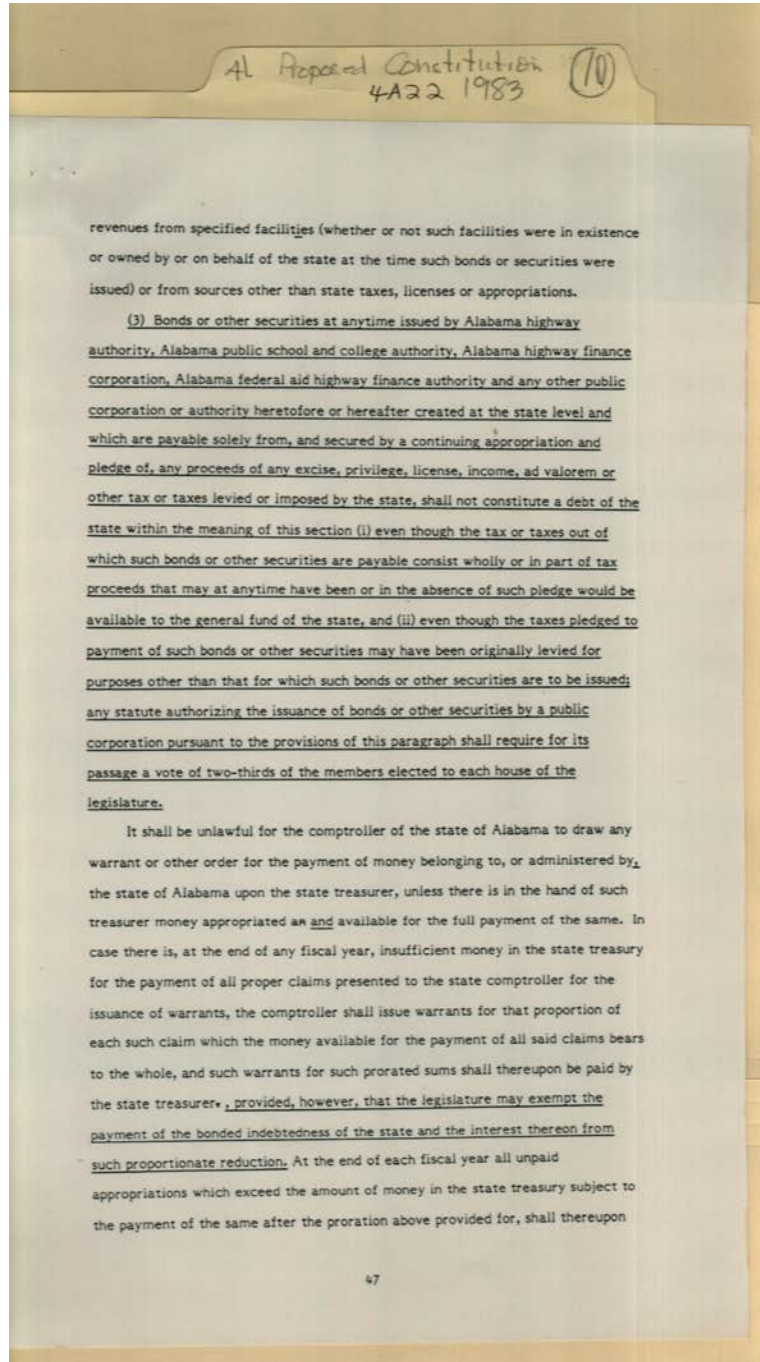 AL Proposed Constitution 10
4A22 1983
revenues from specified facilities (whether or not such facilities were in existence
or owned by or on behalf of the state at the time such bonds or securities were
issued) or from sources other than state taxes, licenses or appropriations.
(3) Bonds or other securities at anytime issued by Alabama highway
authority, Alabama public school and college authority, Alabama highway finance
corporation, Alabama federal aid highway finance authority and any other public
corporation or authority heretofore or hereafter created at the state level and
which are payable solely from, and secured by a continuing appropriation and
pledge of, any proceeds of any excise, privilege, license, income, ad valorem or
other tax or taxes levied or imposed by the state, shall not constitute a debt of the
state within the meaning of this section (i) even though the tax or taxes out of
which such bonds or other securities are payable consist wholly or in part of tax
proceeds that may at anytime have been or in the absence of such pledge would be
available to the general fund of the state, and (ii) even though the taxes pledged to
payment of such bonds or other securities may have been originally levied for
purposes other than that for which such bonds or other securities are to be issued;
any statute authorizing the issuance of bonds or other securities by a public
corporation pursuant to the provisions of this paragraph shall require for its
passage a vote of two-thirds of the members elected to each house of the
legislature.
It shall be unlawful for the comptroller of the state of Alabama to draw any
warrant or other order for the payment of money belonging to, or administered by,
the state of Alabama upon the state treasurer, unless there is in the hand of such
treasurer money appropriated an and available for the full payment of the same. In
case there is, at the end of any fiscal year, insufficient money in the state treasury
for the payment of all proper claims presented to the state comptroller for the
issuance of warrants, the comptroller shall issue warrants for that proportion of
each such claim which the money available for the payment of all said claims bears
to the whole, and such warrants for such prorated sums shall thereupon be paid by
the state treasurer. , provided, however, that the legislature may exempt the
payment of the bonded indebtedness of the state and the interest thereon from
such proportionate reduction. At the end of each fiscal year all unpaid
appropriations which exceed the amount of money in the state treasury subject to
the payment of the same after the proration above provided for, shall thereupon
47